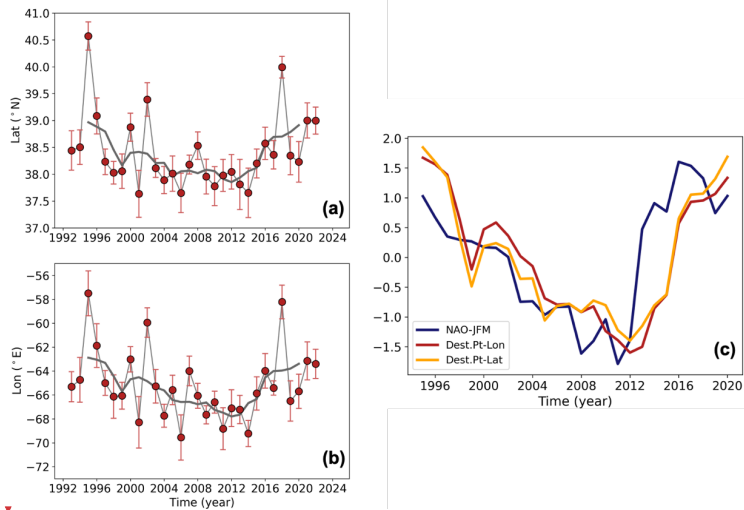 41.0
40.5
40.0
39.5
39.0
38.5
38.0
37.5
37.0
Lat (°N)
1992 1996 2000 2004 2008 2012 2016 2020 2024
(a)
−56
−58
−60
−62
−64
−66
−68
−70
−72
Lon (°E)
1992 1996 2000 2004 2008 2012 2016 2020 2024
Time (year)
(b)
2.0
1.5
1.0
0.5
0.0
−0.5
−1.0
−1.5
NAO-JFM
Dest.Pt-Lon
Dest.Pt-Lat
(c)
1996 2000 2004 2008 2012 2016 2020
Time (year)